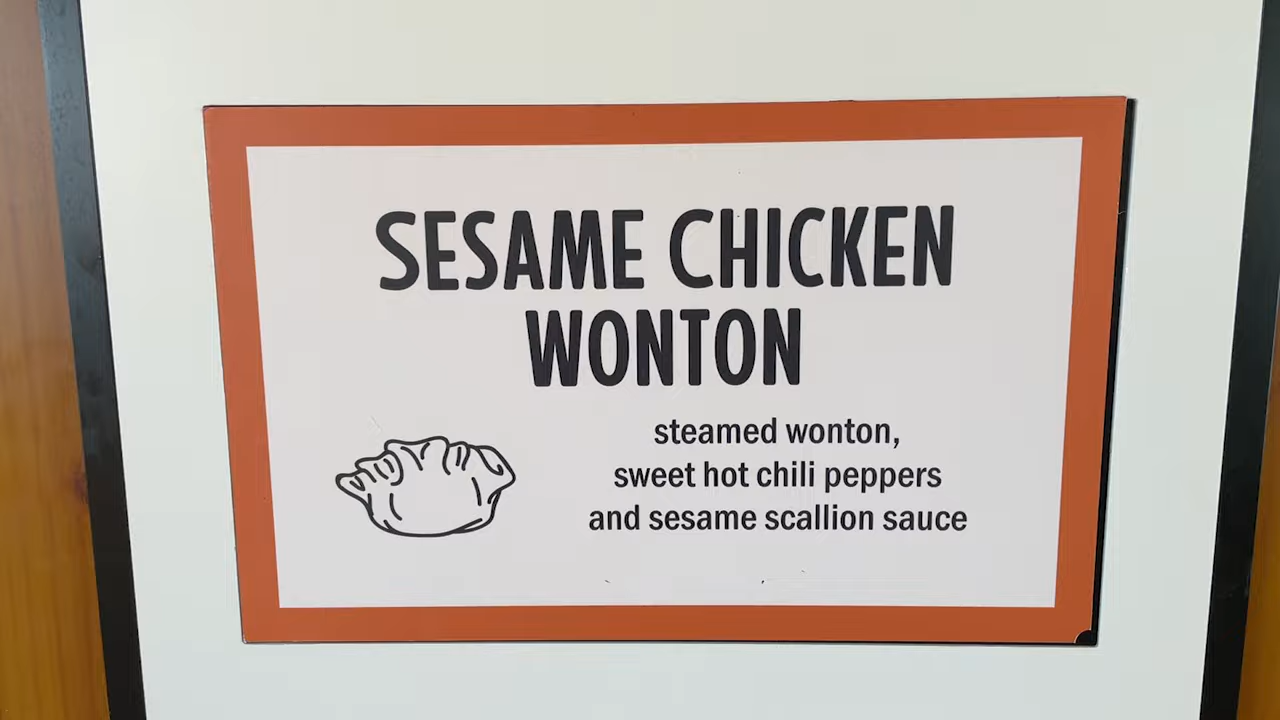 SESAME CHICKEN
WONTON
steamed wonton,
sweet hot chili peppers
and sesame scallion sauce